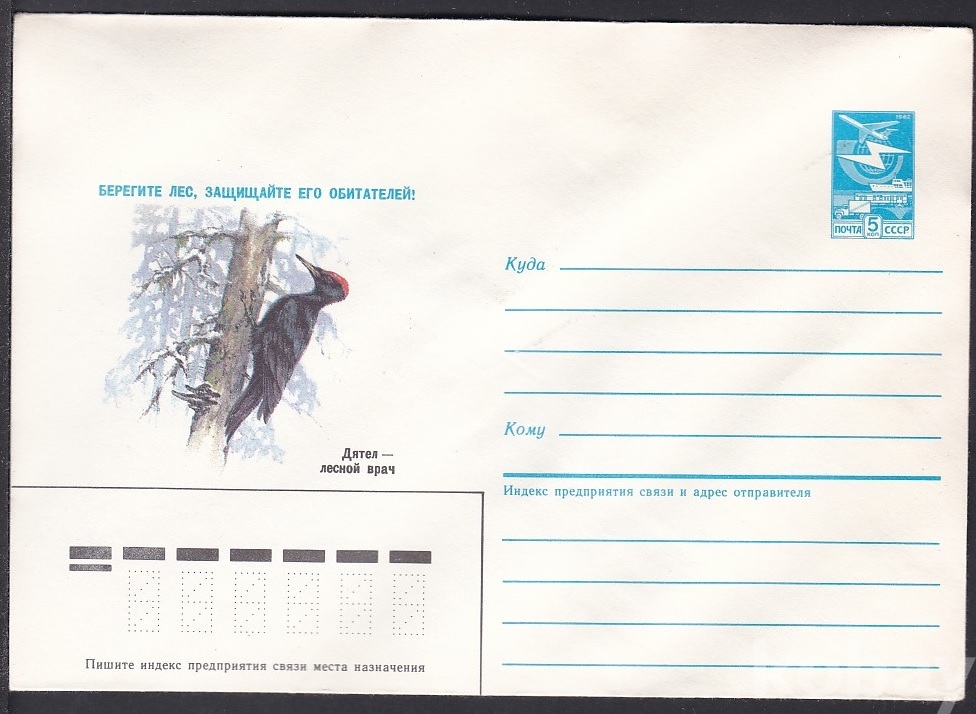 1982
ПОЧТА 5 КОП СССР
БЕРЕГИТЕ ЛЕС, ЗАЩИЩАЙТЕ ЕГО ОБИТАТЕЛЕЙ!
Дятел —
лесной врач
Куда
Кому
Индекс предприятия связи и адрес отправителя
Пишите индекс предприятия связи места назначения